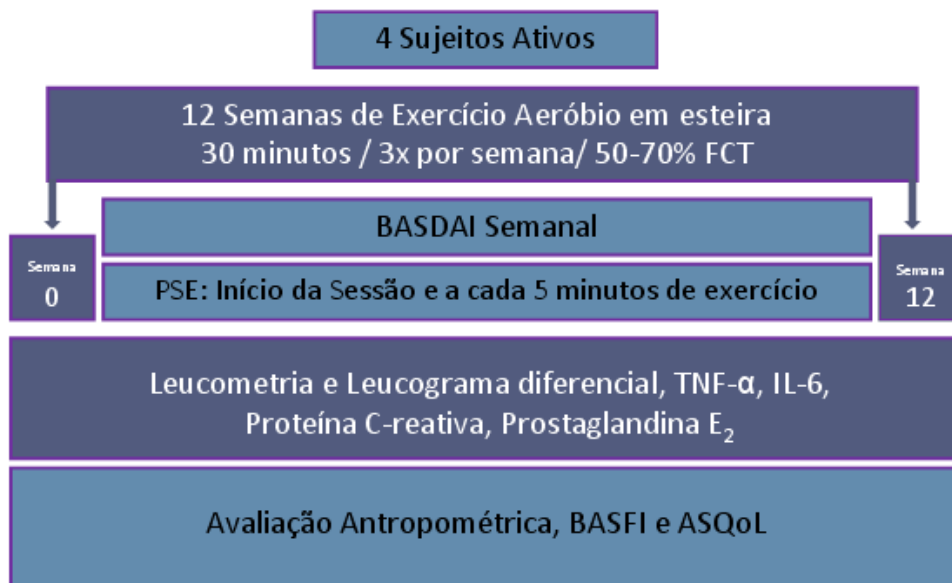 4 Sujeitos Ativos
12 Semanas de Exercício Aeróbio em esteira
30 minutos / 3x por semana/ 50-70% FCT
BASDAI Semanal
Semana
0
PSE: Início da Sessão e a cada 5 minutos de exercício
Semana
12
Leucometria e Leucograma diferencial, TNF-α, IL-6,
Proteína C-reativa, Prostaglandina E₂
Avaliação Antropométrica, BASFI e ASQoL